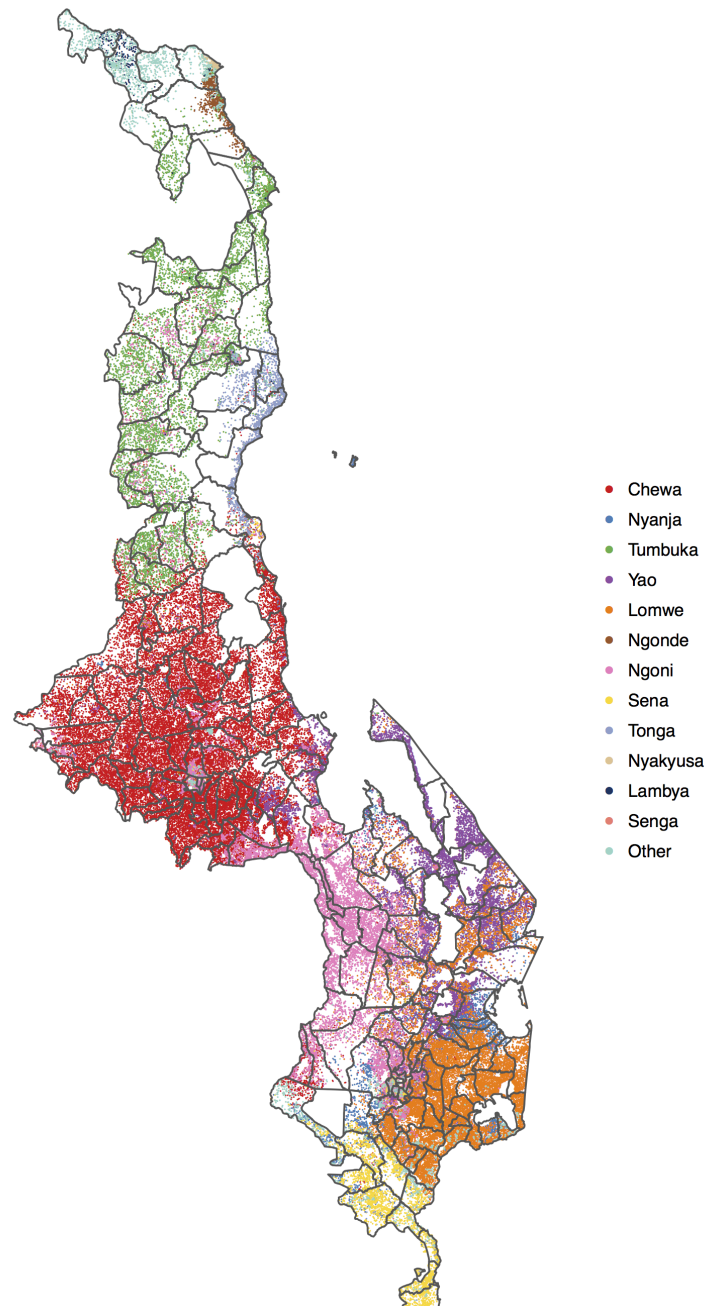 Chewa
Nyanja
Tumbuka
Yao
Lomwe
Ngonde
Ngoni
Sena
Tonga
Nyakyusa
Lambya
Senga
Other